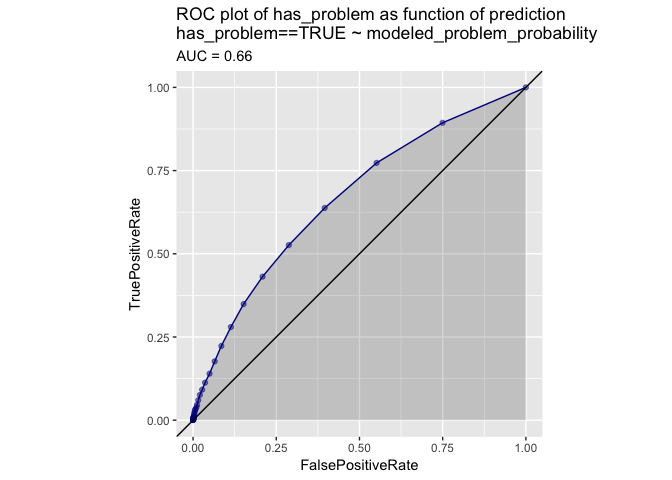 ROC plot of has_problem as function of prediction
has_problem==TRUE ~ modeled_problem_probability
AUC = 0.66
1.00
0.75
0.50
0.25
0.00
TruePositiveRate
0.00 0.25 0.50 0.75 1.00
FalsePositiveRate